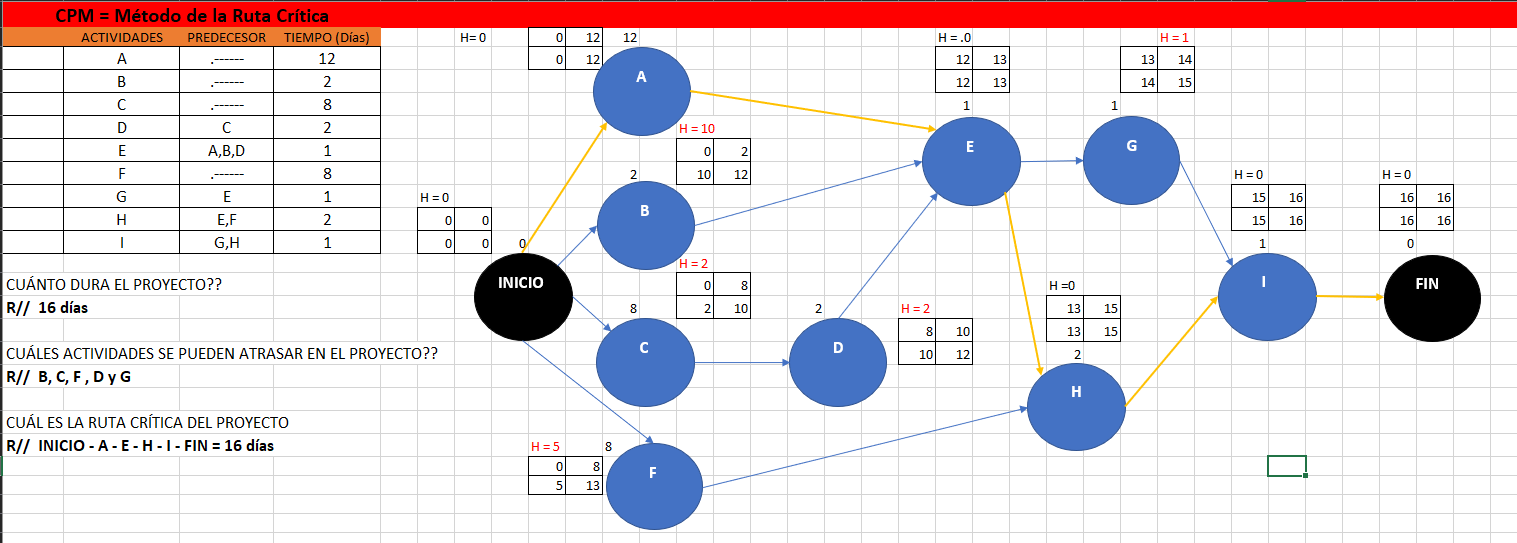 CPM = Método de la Ruta Crítica
ACTIVIDADES PREDECESOR TIEMPO (Días)
A .------ 12
B .------ 2
C .------ 8
D C 2
E A,B,D 1
F .------ 8
G E 1
H E,F 2
I G,H 1
CUÁNTO DURA EL PROYECTO??
R// 16 días
CUÁLES ACTIVIDADES SE PUEDEN ATRASAR EN EL PROYECTO??
R// B, C, F , D y G
CUÁL ES LA RUTA CRÍTICA DEL PROYECTO
R// INICIO - A - E - H - I - FIN = 16 días
H = 0
0 0
0 0
0
INICIO
H= 0
0 12 12
0 12
A
H = 10
0 2
10 12
2
B
H = 2
0 8
2 10
8
C
H = 5
8
0 8
5 13
F
2
D
H = 2
8 10
10 12
H = .0
12 13
12 13
1
E
H = 1
13 14
14 15
1
G
H =0
13 15
13 15
2
H
H = 0
15 16
15 16
1
I
H = 0
16 16
16 16
0
FIN